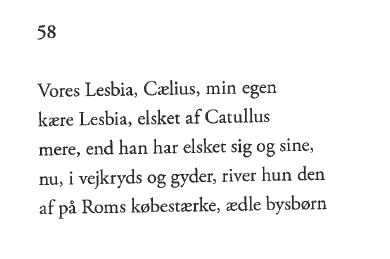 58
Vores Lesbia, Cælius, min egen
kære Lesbia, elsket af Catullus
mere, end han har elsket sig og sine,
nu, i vejkryds og gyder, river hun den
af på Roms købestærke, ædle bysbørn